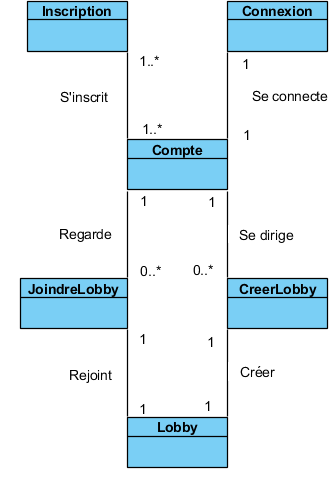 Inscription
Connexion
1..*
1
S'inscrit
Se connecte
1..*
1
Compte
1
1
Regarde
Se dirige
0..*
0..*
JoindreLobby
CreerLobby
1
1
Rejoint
Créer
1
1
Lobby